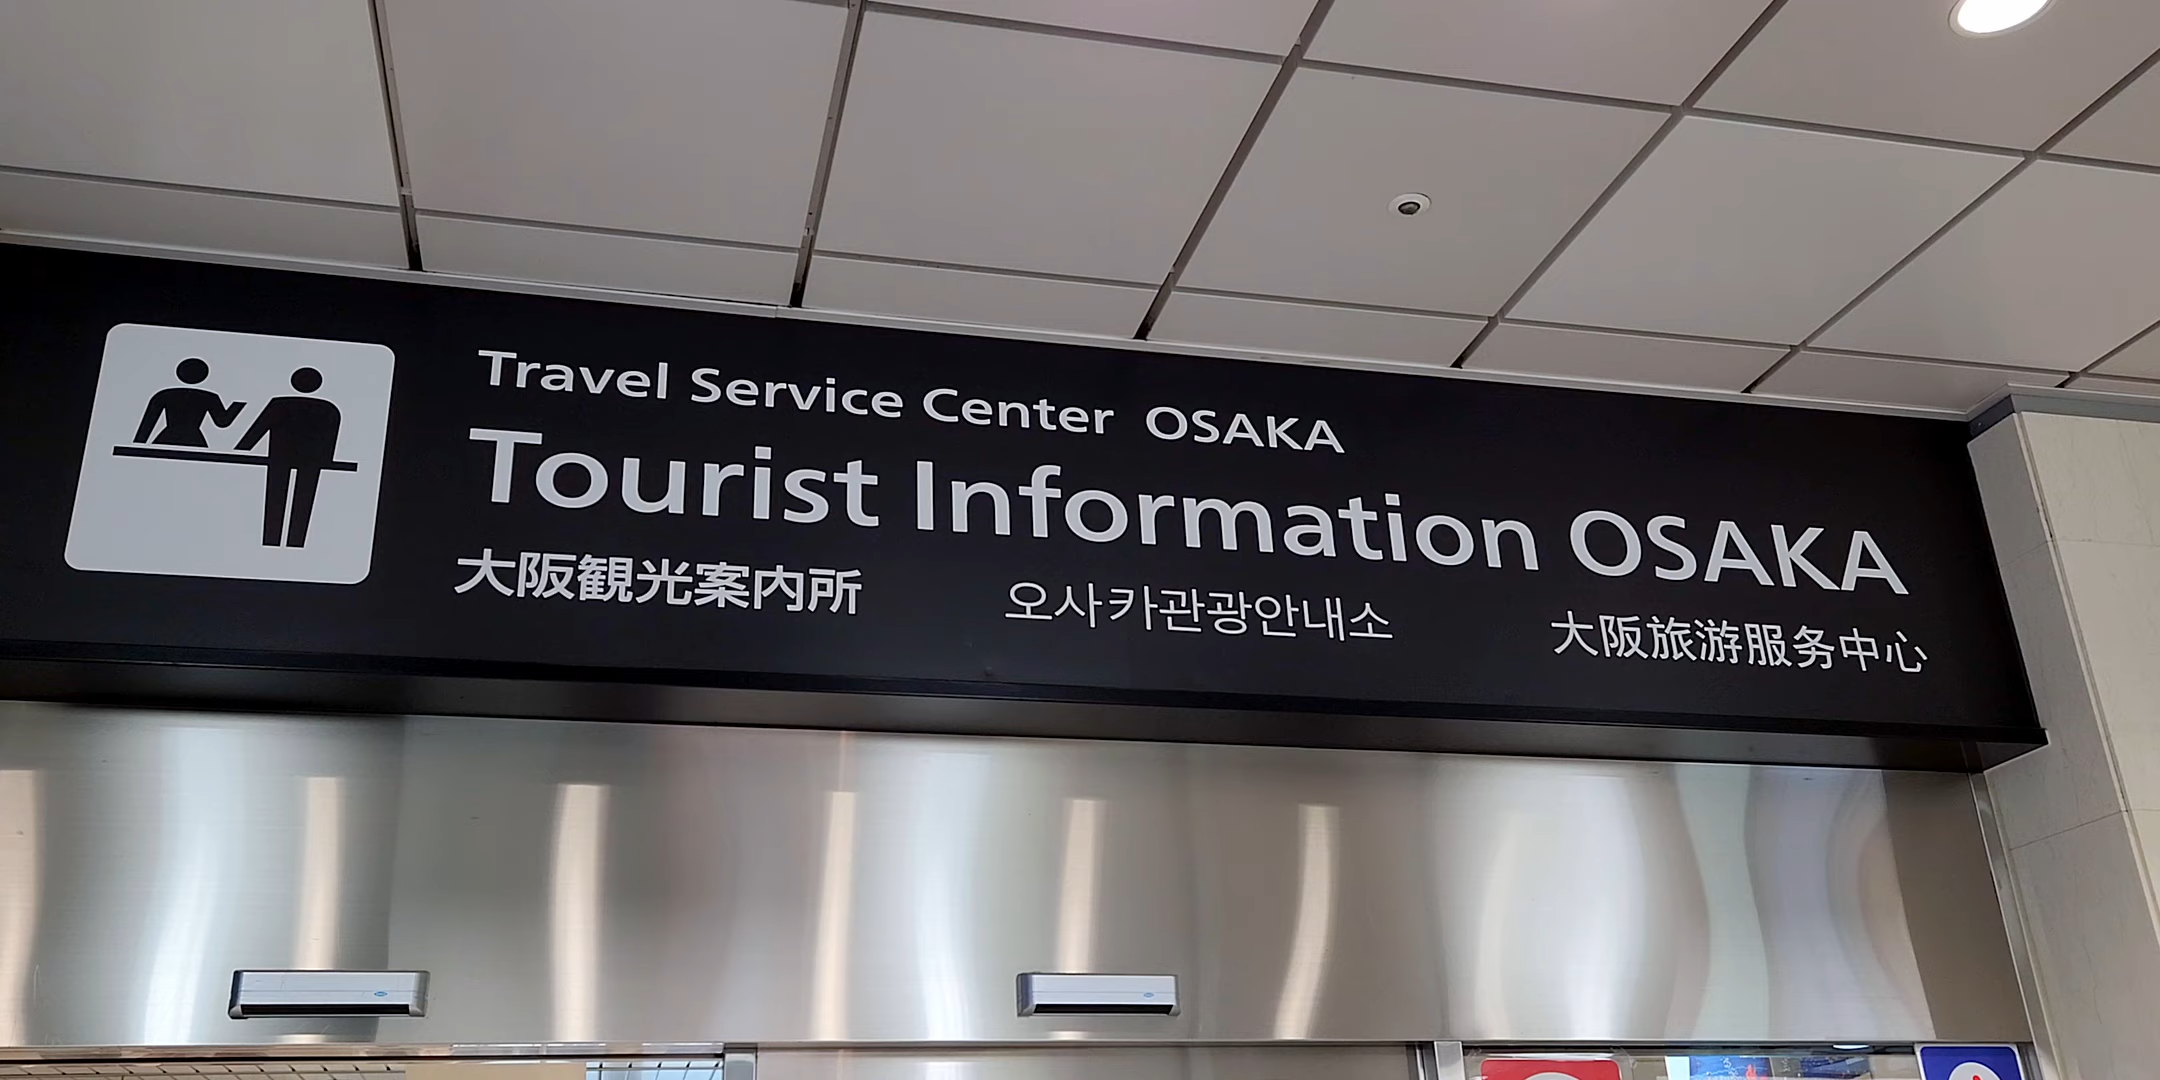 Travel Service Center OSAKA
Tourist Information OSAKA
大阪観光案内所 오사카관광안내소 大阪旅游服务中心